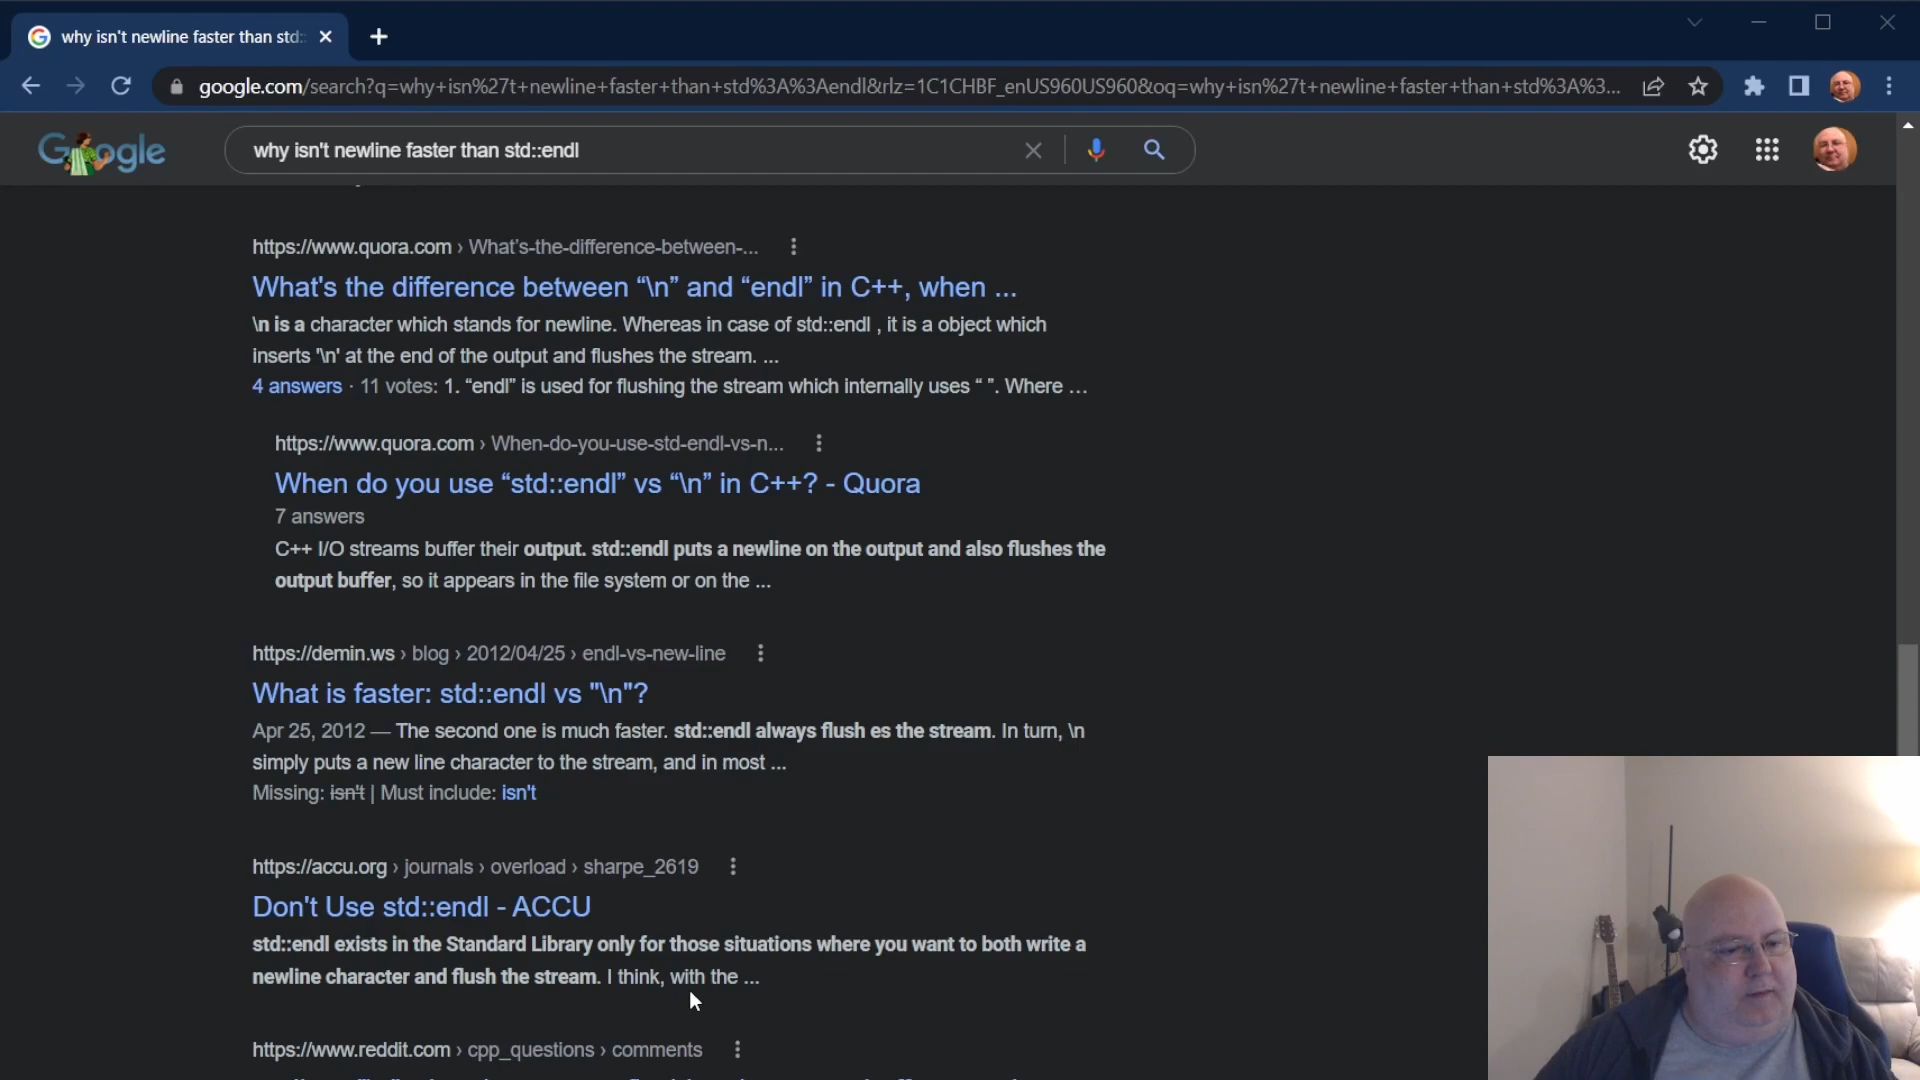 why isn't newline faster than std::
google.com/search?q=why+isn%27t+newline+faster+than+std%3A%3Aendl&rlz=1C1CHBF_enUS960US960&oq=why+isn%27t+newline+faster+than+std%3A%3...
Google
why isn't newline faster than std::endl
https://www.quora.com › What's-the-difference-between-...
What's the difference between “\n” and “endl” in C++, when ...
\n is a character which stands for newline. Whereas in case of std::endl , it is a object which
inserts '\n' at the end of the output and flushes the stream. ...
4 answers · 11 votes: 1. “endl” is used for flushing the stream which internally uses “ ”. Where ...
https://www.quora.com › When-do-you-use-std-endl-vs-n...
When do you use “std::endl” vs “\n” in C++? - Quora
7 answers
C++ I/O streams buffer their output. std::endl puts a newline on the output and also flushes the
output buffer, so it appears in the file system or on the ...
https://demin.ws › blog › 2012/04/25 › endl-vs-new-line
What is faster: std::endl vs "\n"?
Apr 25, 2012 — The second one is much faster. std::endl always flush es the stream. In turn, \n
simply puts a new line character to the stream, and in most ...
Missing: isn't | Must include: isn't
https://accu.org › journals › overload › sharpe_2619
Don't Use std::endl - ACCU
std::endl exists in the Standard Library only for those situations where you want to both write a
newline character and flush the stream. I think, with the ...
https://www.reddit.com › cpp_questions › comments